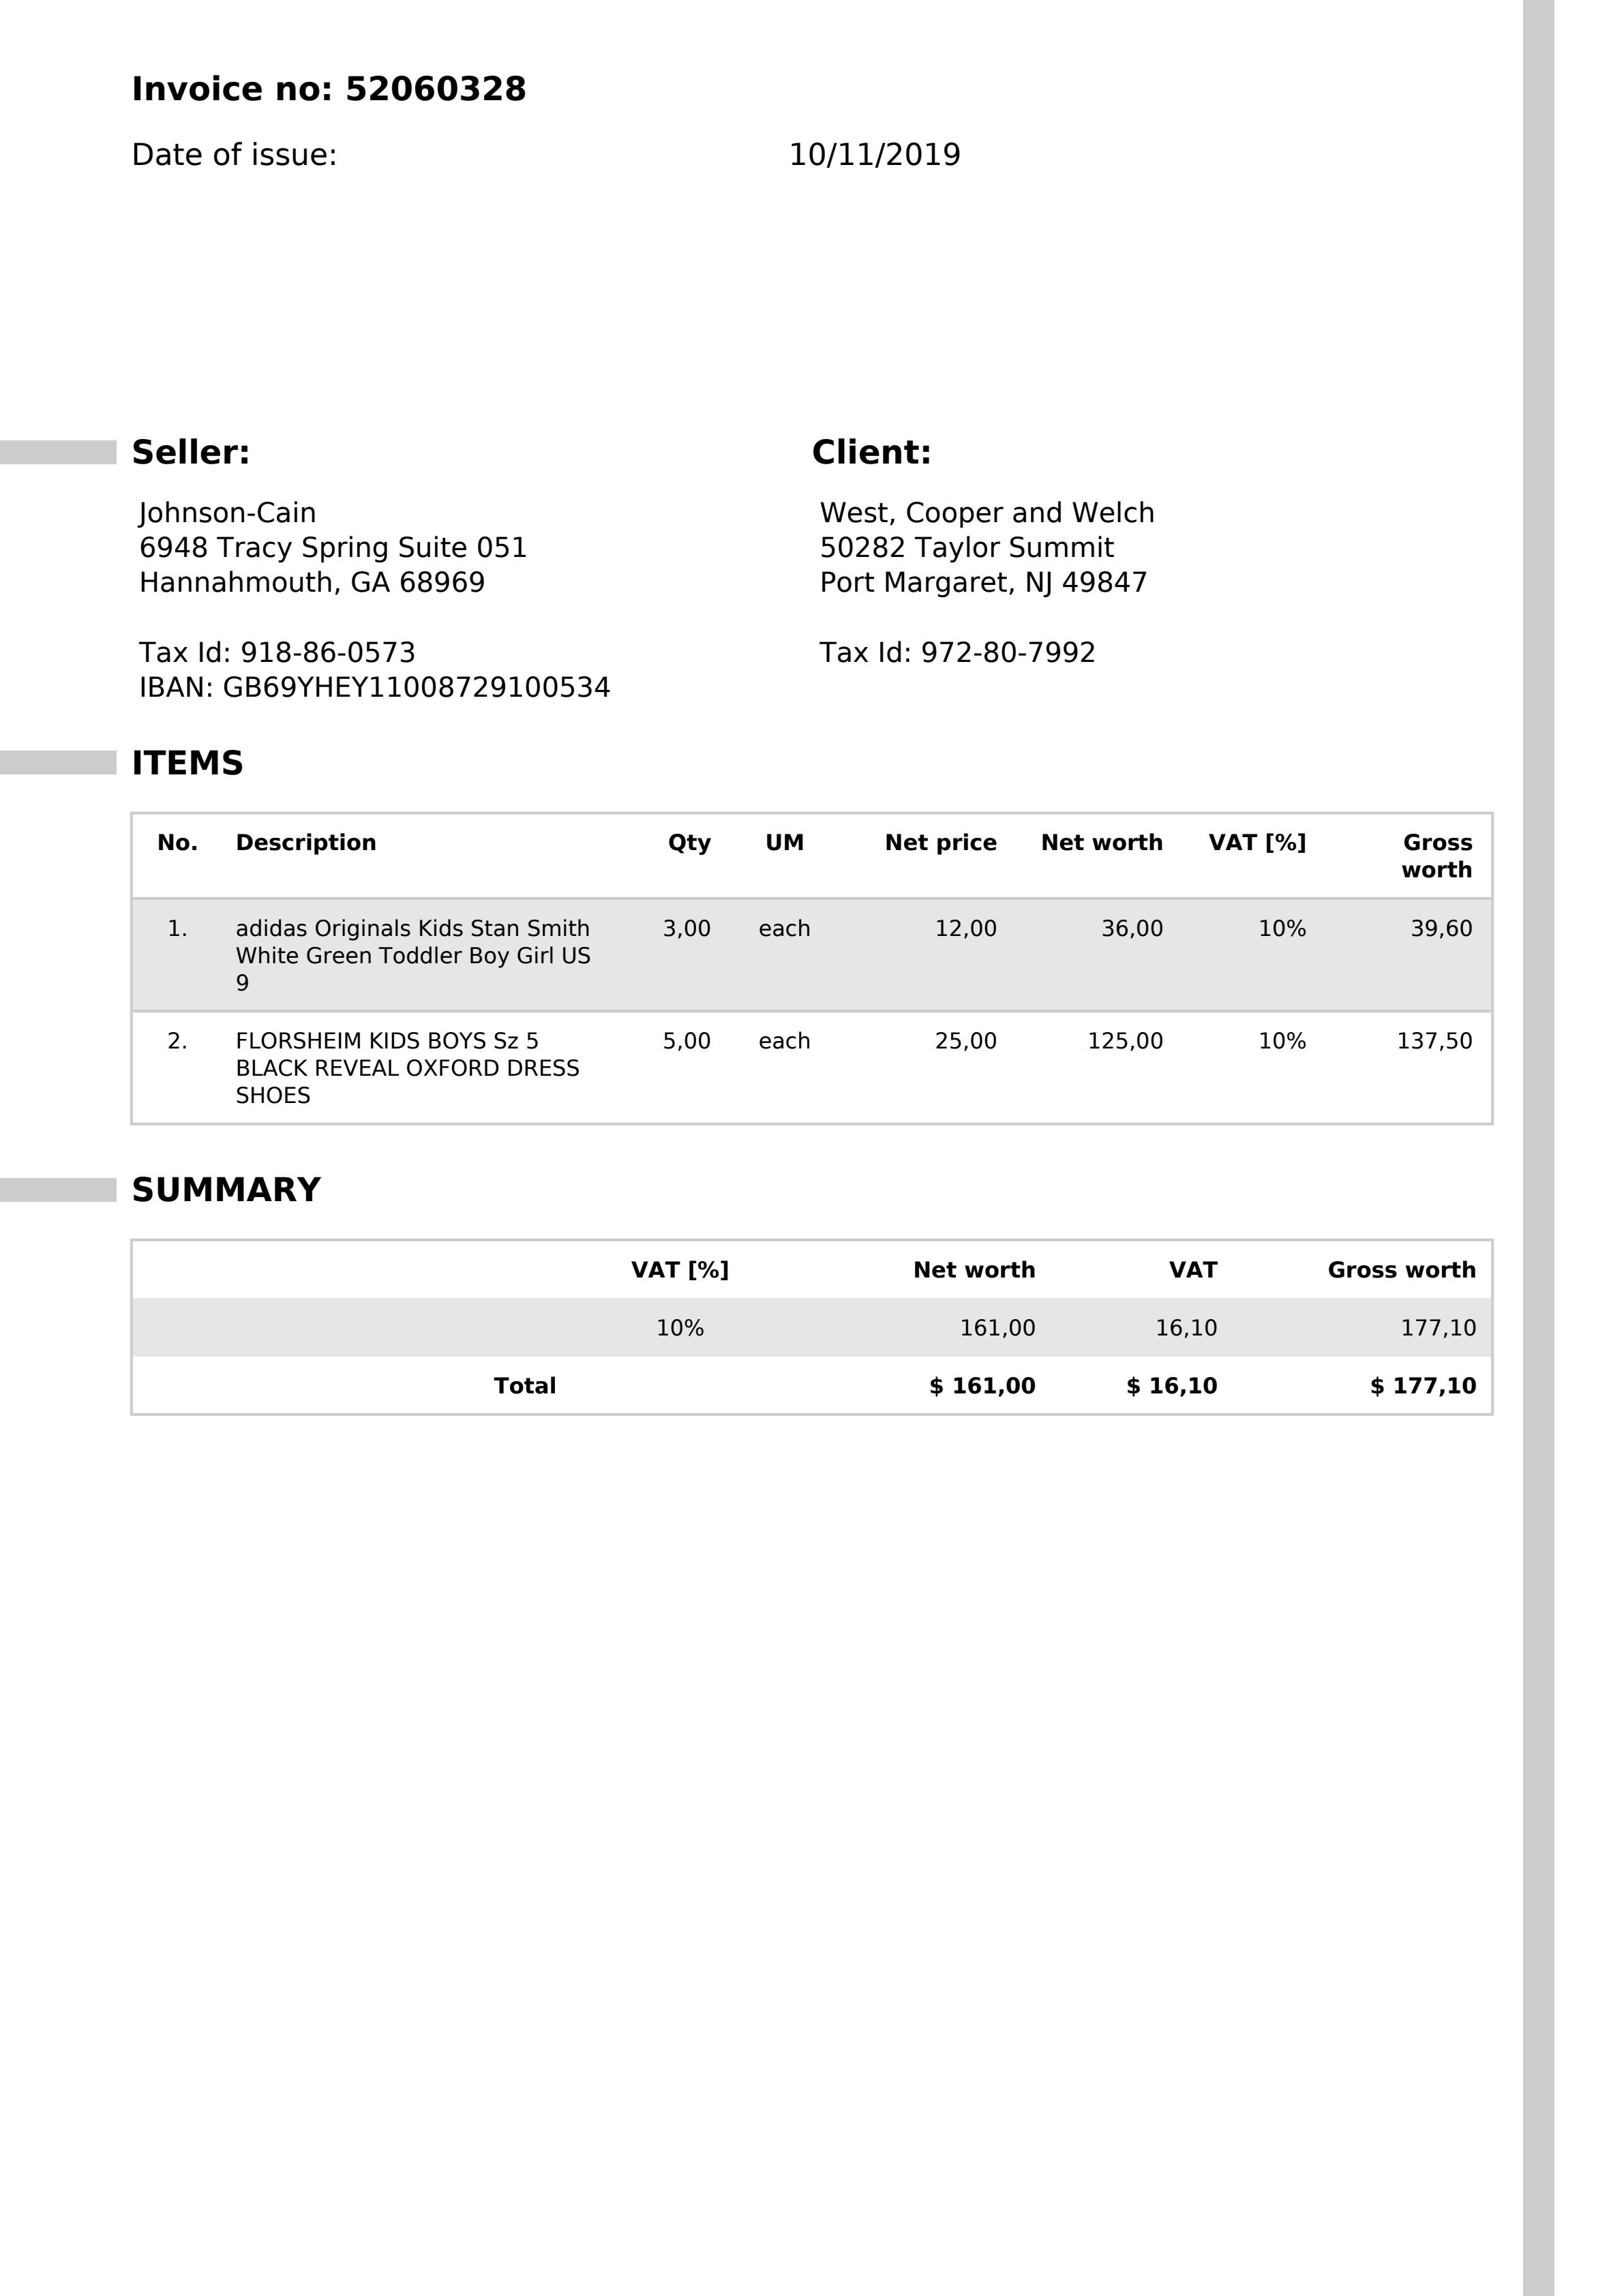 Invoice no: 52060328
Date of issue: 10/11/2019
Seller:
Johnson-Cain
6948 Tracy Spring Suite 051
Hannahmouth, GA 68969
Tax Id: 918-86-0573
IBAN: GB69YHEY11008729100534
Client:
West, Cooper and Welch
50282 Taylor Summit
Port Margaret, NJ 49847
Tax Id: 972-80-7992
ITEMS
No. Description Qty UM Net price Net worth VAT [%] Gross
worth
1. adidas Originals Kids Stan Smith 3,00 each 12,00 36,00 10% 39,60
White Green Toddler Boy Girl US
9
2. FLORSHEIM KIDS BOYS Sz 5 5,00 each 25,00 125,00 10% 137,50
BLACK REVEAL OXFORD DRESS
SHOES
SUMMARY
VAT [%] Net worth VAT Gross worth
10% 161,00 16,10 177,10
Total $ 161,00 $ 16,10 $ 177,10